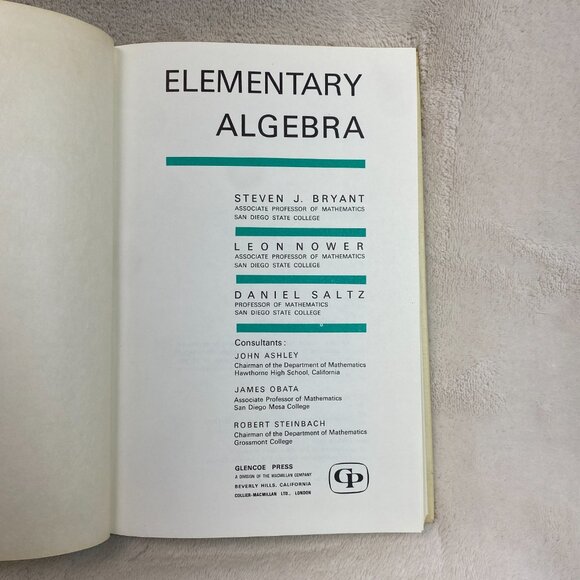 ELEMENTARY
ALGEBRA
STEVEN J. BRYANT
ASSOCIATE PROFESSOR OF MATHEMATICS
SAN DIEGO STATE COLLEGE
LEON NOWER
ASSOCIATE PROFESSOR OF MATHEMATICS
SAN DIEGO STATE COLLEGE
DANIEL SALTZ
PROFESSOR OF MATHEMATICS
SAN DIEGO STATE COLLEGE
Consultants:
JOHN ASHLEY
Chairman of the Department of Mathematics
Hawthorne High School, California
JAMES OBATA
Associate Professor of Mathematics
San Diego Mesa College
ROBERT STEINBACH
Chairman of the Department of Mathematics
Grossmont College
GLENCOE PRESS
A DIVISION OF THE MACMILLAN COMPANY
BEVERLY HILLS, CALIFORNIA
COLLIER-MACMILLAN LTD., LONDON
GP